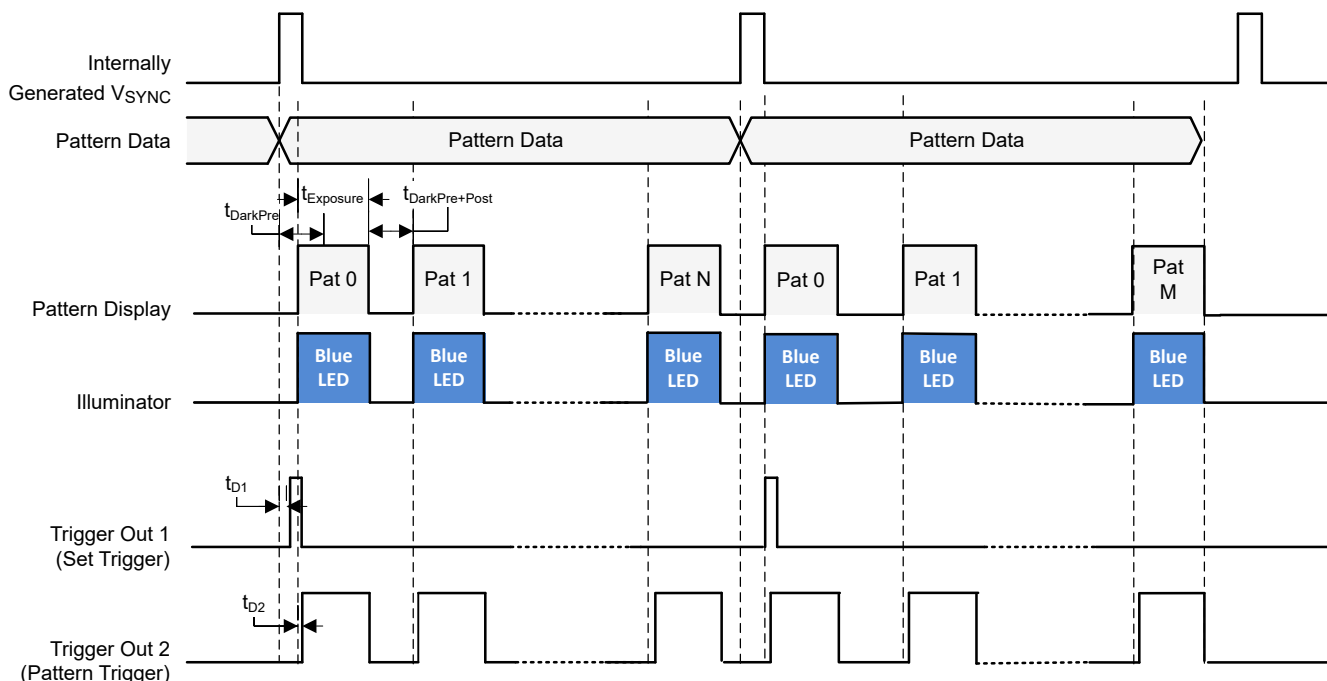 Internally
Generated VSYNC
Pattern Data
Pattern Data
Pattern Data
tExposure
tDarkPre+Post
tDarkPre
Pat 0
Pat 1
Pat N
Pat 0
Pat 1
Pat
M
Pattern Display
Blue
LED
Blue
LED
Blue
LED
Blue
LED
Blue
LED
Blue
LED
Illuminator
tD1
Trigger Out 1
(Set Trigger)
tD2
Trigger Out 2
(Pattern Trigger)